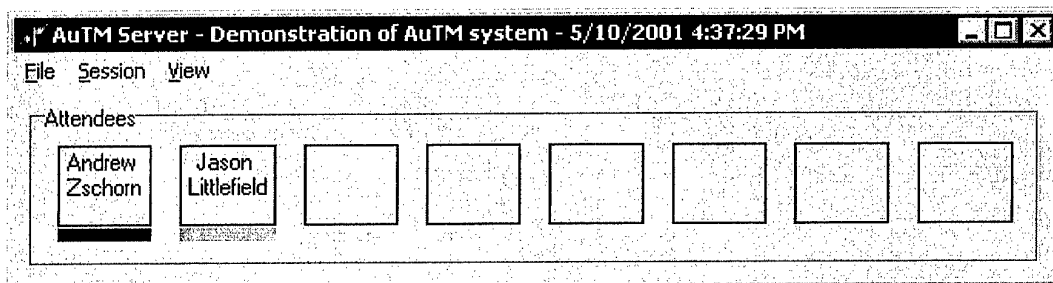 AuTM Server - Demonstration of AuTM system - 5/10/2001 4:37:29 PM
File Session View
Attendees
Andrew
Zschorn
Jason
Littlefield